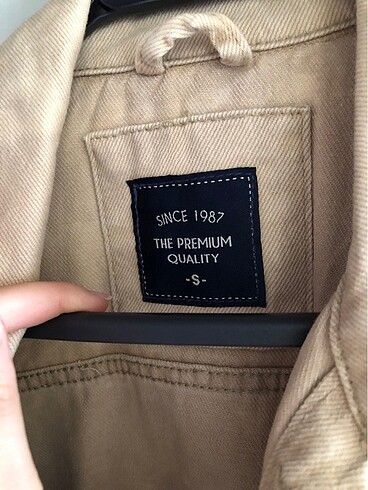 SINCE 1987
THE PREMIUM
QUALITY
-S-